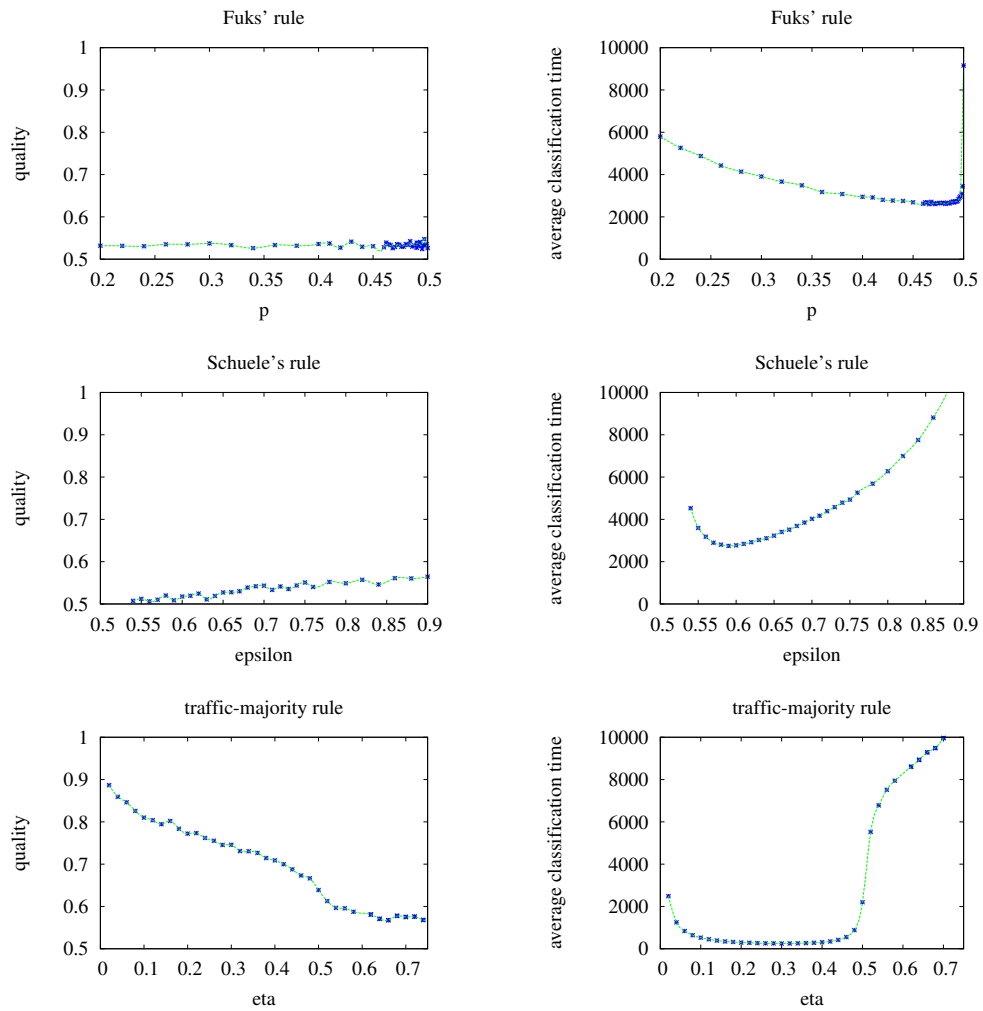 Fuks' rule
1
0.9
0.8
0.7
0.6
0.5
quality
0.2 0.25 0.3 0.35 0.4 0.45 0.5
p
Fuks' rule
10000
8000
6000
4000
2000
0
average classification time
0.2 0.25 0.3 0.35 0.4 0.45 0.5
p
Schuele's rule
1
0.9
0.8
0.7
0.6
0.5
quality
0.5 0.55 0.6 0.65 0.7 0.75 0.8 0.85 0.9
epsilon
Schuele's rule
10000
8000
6000
4000
2000
0
average classification time
0.5 0.55 0.6 0.65 0.7 0.75 0.8 0.85 0.9
epsilon
traffic-majority rule
1
0.9
0.8
0.7
0.6
0.5
quality
0 0.1 0.2 0.3 0.4 0.5 0.6 0.7
eta
traffic-majority rule
10000
8000
6000
4000
2000
0
average classification time
0 0.1 0.2 0.3 0.4 0.5 0.6 0.7
eta